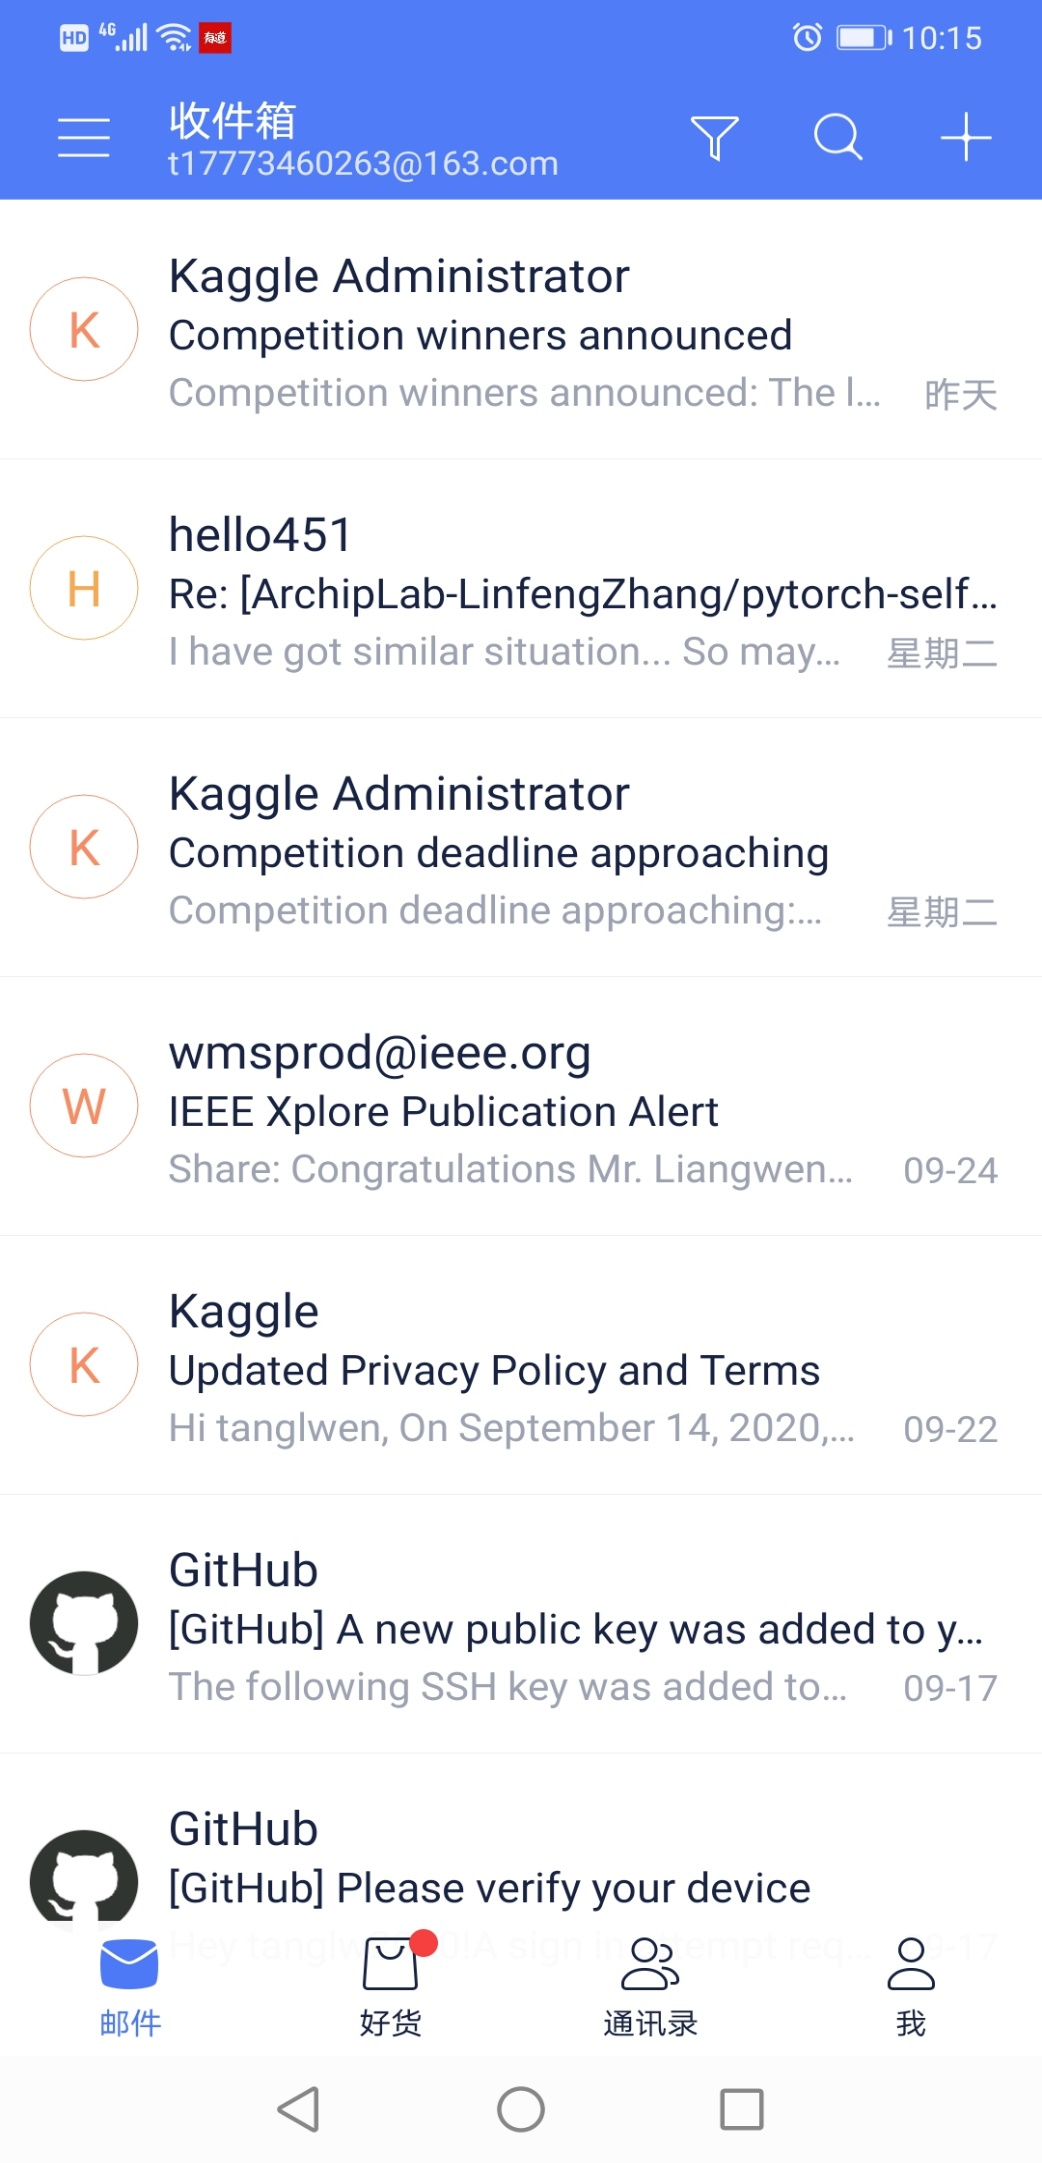 HD 4G 有道 10:15
收件箱
t17773460263@163.com
Kaggle Administrator
K
Competition winners announced
Competition winners announced: The l... 昨天
hello451
H
Re: [ArchipLab-LinfengZhang/pytorch-self...
I have got similar situation... So may... 星期二
Kaggle Administrator
K
Competition deadline approaching
Competition deadline approaching:... 星期二
wmsprod@ieee.org
W
IEEE Xplore Publication Alert
Share: Congratulations Mr. Liangwen... 09-24
Kaggle
K
Updated Privacy Policy and Terms
Hi tanglwen, On September 14, 2020,... 09-22
GitHub
[GitHub] A new public key was added to y...
The following SSH key was added to... 09-17
GitHub
[GitHub] Please verify your device
邮件 好货 通讯录 我